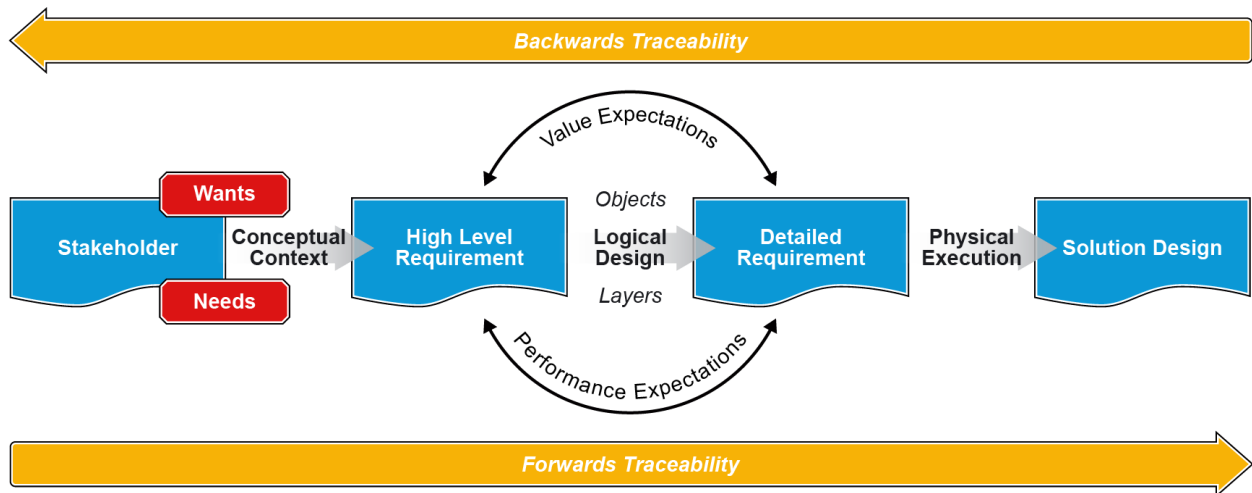 Backwards Traceability
Value Expectations
Wants
Stakeholder
Needs
Conceptual
Context
High Level
Requirement
Objects
Logical
Design
Layers
Detailed
Requirement
Physical
Execution
Solution Design
Performance Expectations
Forwards Traceability